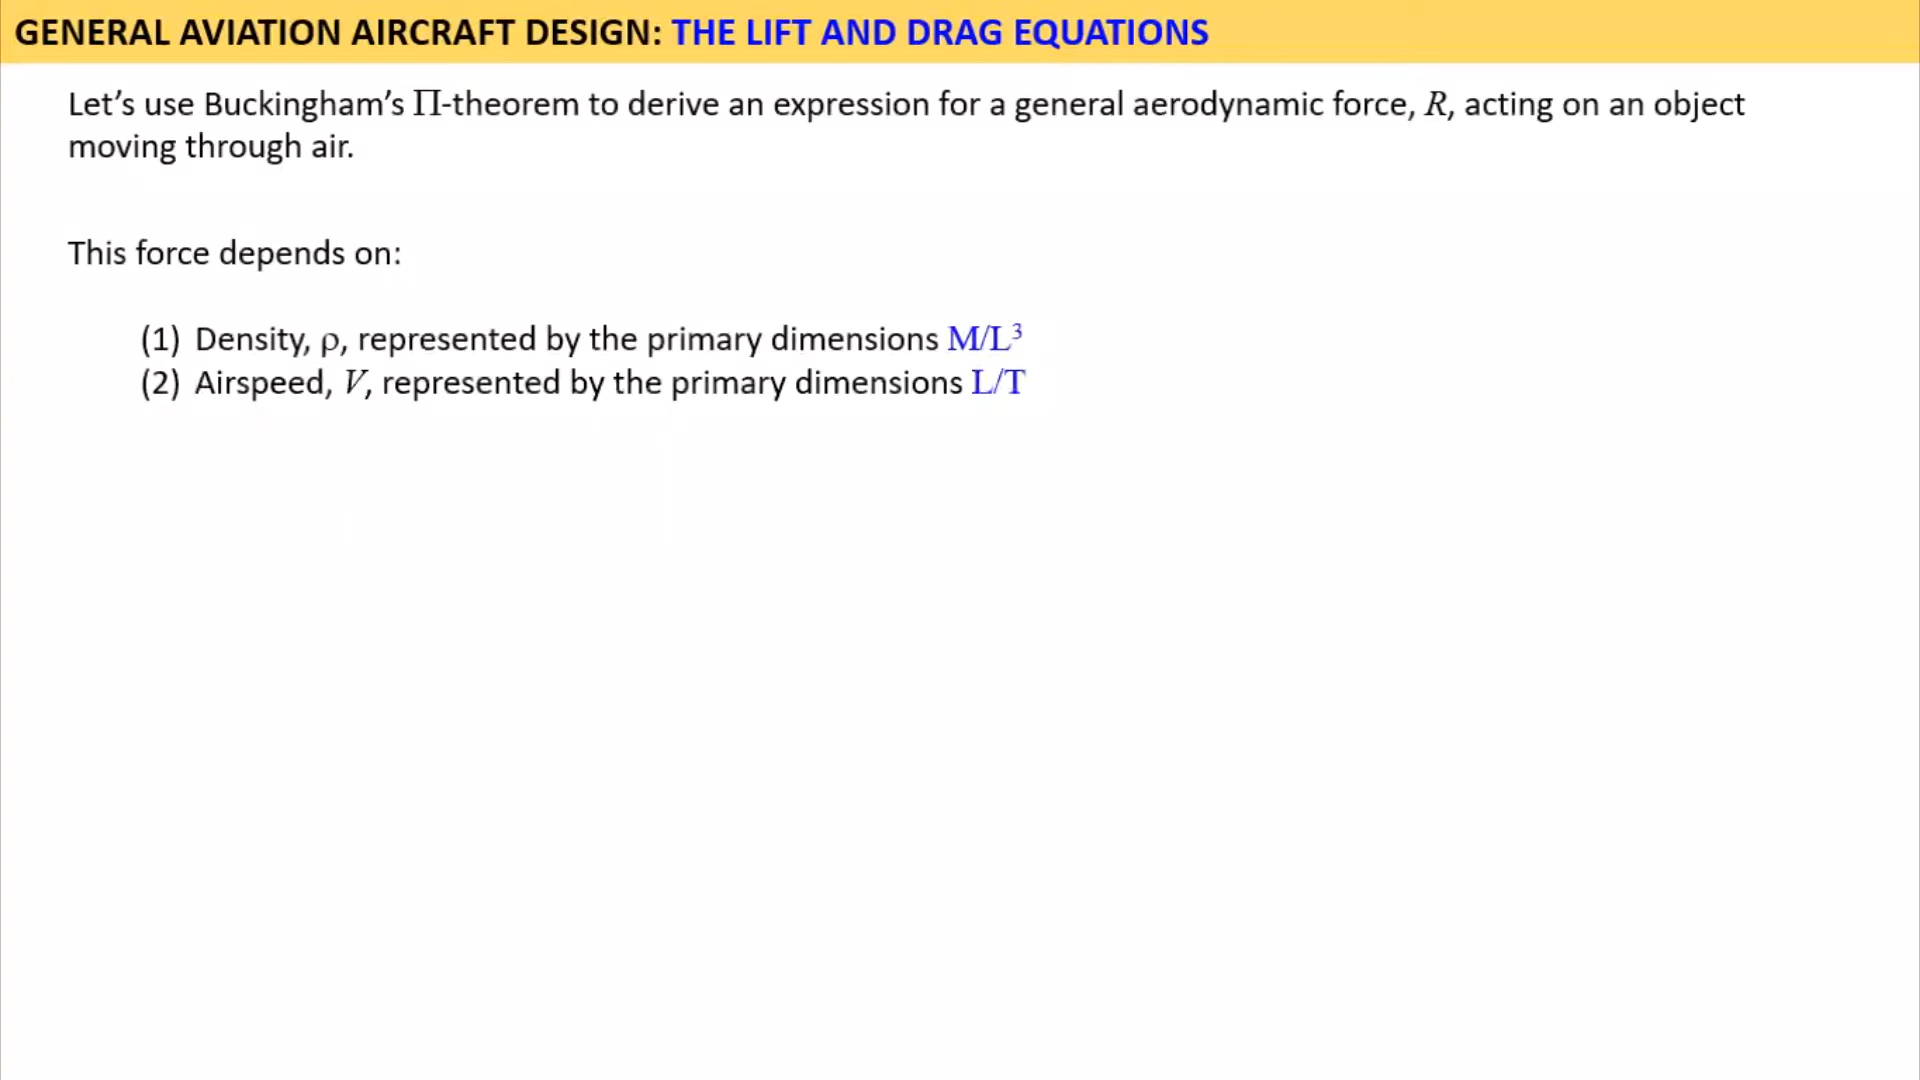 GENERAL AVIATION AIRCRAFT DESIGN: THE LIFT AND DRAG EQUATIONS
Let’s use Buckingham’s Π-theorem to derive an expression for a general aerodynamic force, R, acting on an object
moving through air.
This force depends on:
(1) Density, ρ, represented by the primary dimensions M/L³
(2) Airspeed, V, represented by the primary dimensions L/T